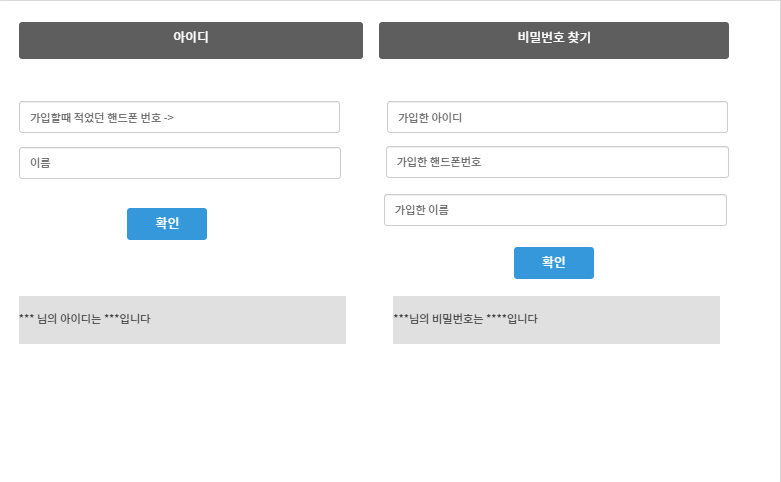 아이디
가입할때 적었던 핸드폰 번호 ->
이름
확인
*** 님의 아이디는 ***입니다
비밀번호 찾기
가입한 아이디
가입한 핸드폰번호
가입한 이름
확인
***님의 비밀번호는 ****입니다